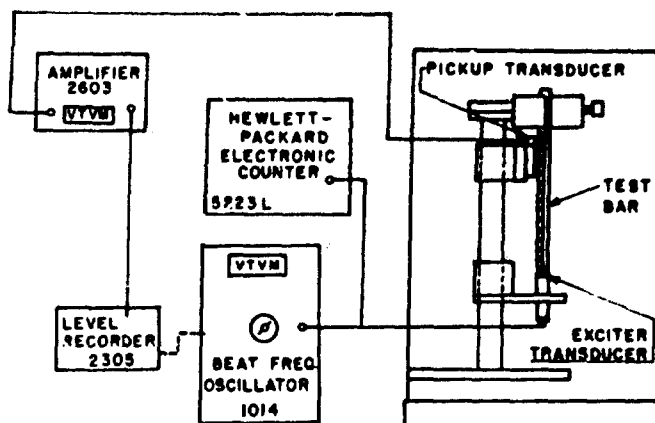 AMPLIFIER
2603
VTVM
HEWLETT-
PACKARD
ELECTRONIC
COUNTER
5223L
PICKUP TRANSDUCER
TEST
BAR
EXCITER
TRANSDUCER
VTVM
BEAT FREQ
OSCILLATOR
1014
LEVEL
RECORDER
2305